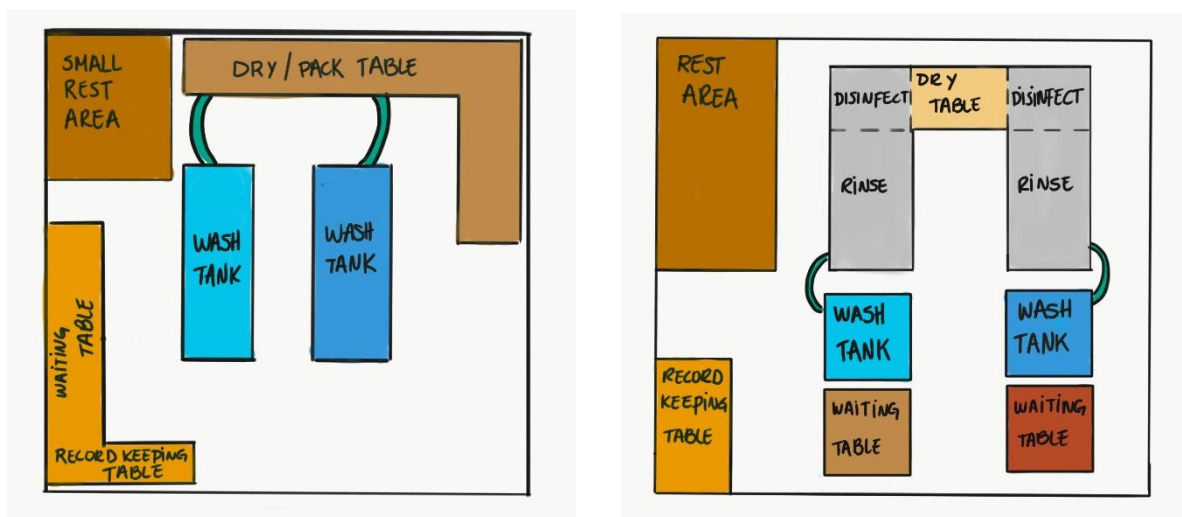 SMALL
REST
AREA
DRY / PACK TABLE
WASH
TANK
WASH
TANK
WAITING
TABLE
RECORD KEEPING
TABLE
REST
AREA
DISINFECT
DRY
TABLE
DISINFECT
RINSE
RINSE
WASH
TANK
WASH
TANK
RECORD
KEEPING
TABLE
WAITING
TABLE
WAITING
TABLE